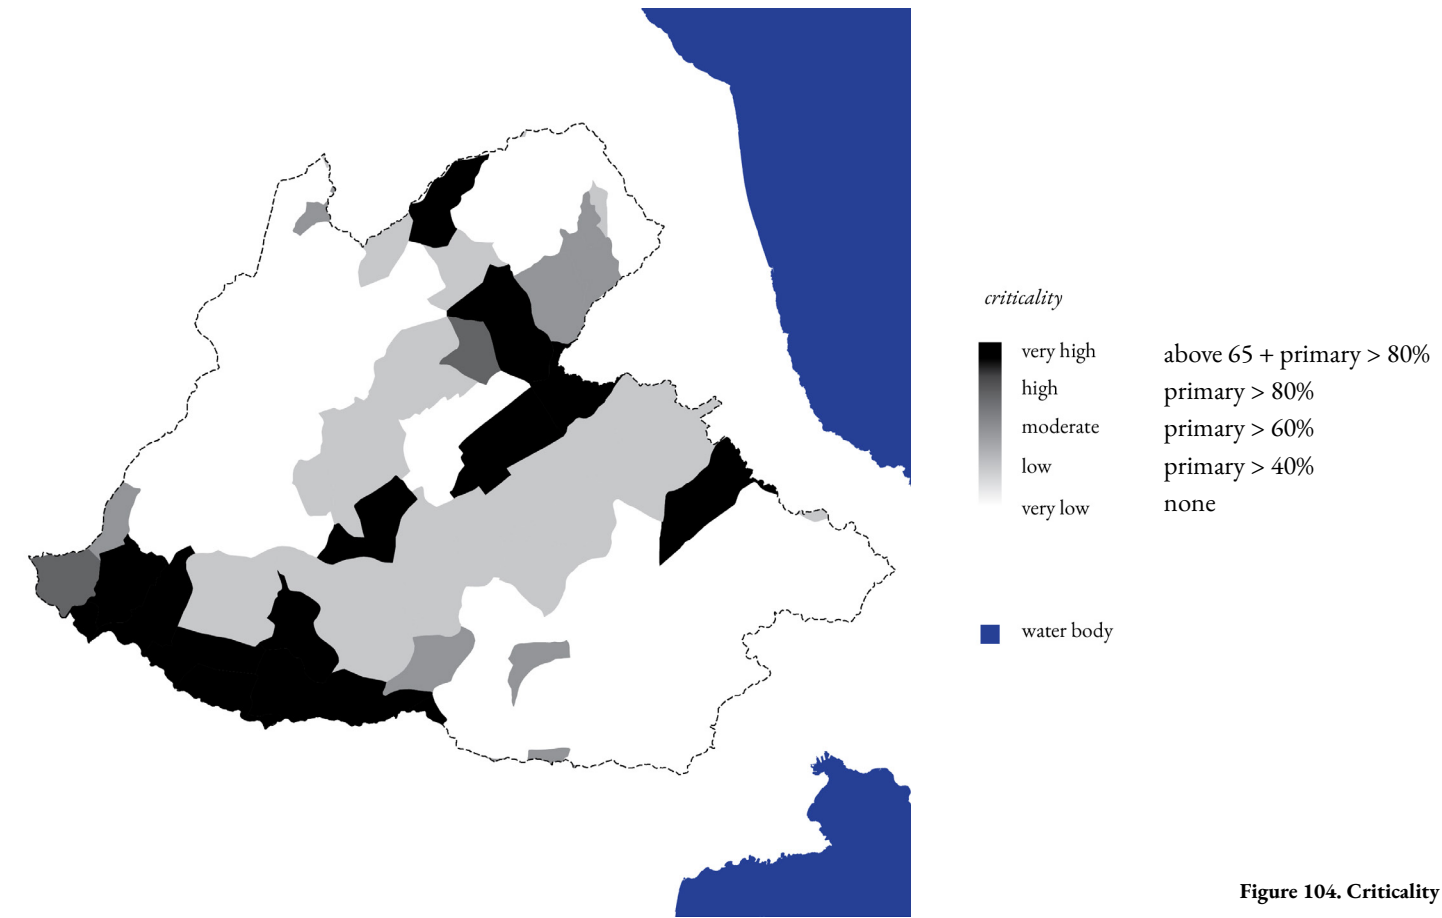 criticality
very high above 65 + primary > 80%
high primary > 80%
moderate primary > 60%
low primary > 40%
very low none
water body
Figure 104. Criticality